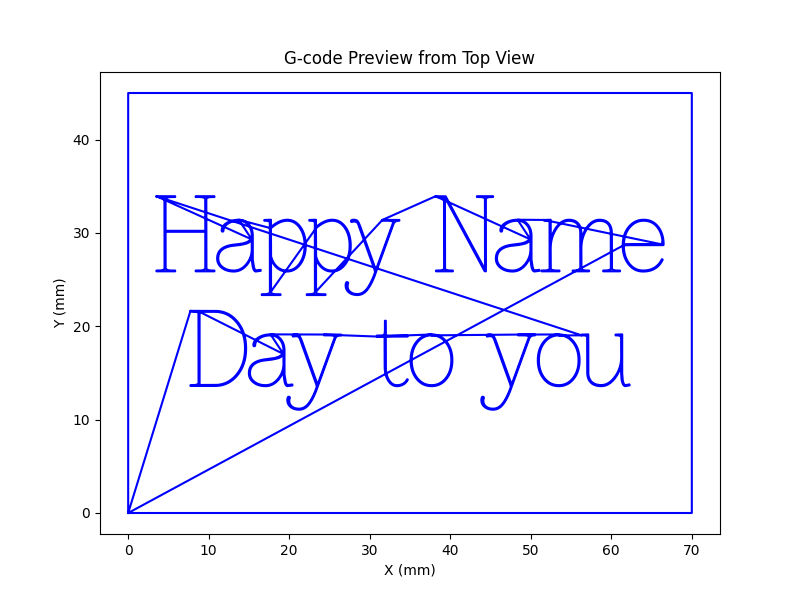 G-code Preview from Top View
40
30
20
10
0
Y (mm)
Happy Name
Day to you
0 10 20 30 40 50 60 70
X (mm)